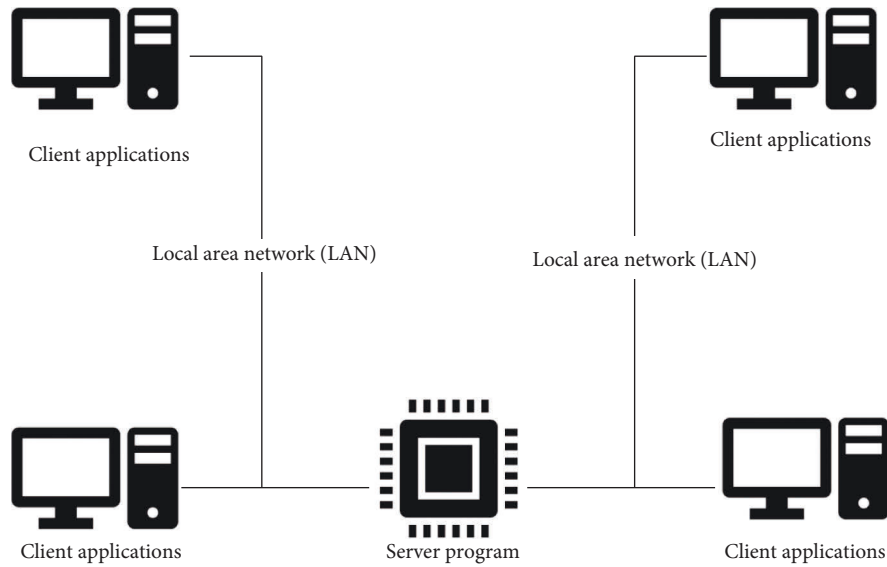 Client applications
Client applications
Local area network (LAN)
Local area network (LAN)
Client applications
Server program
Client applications